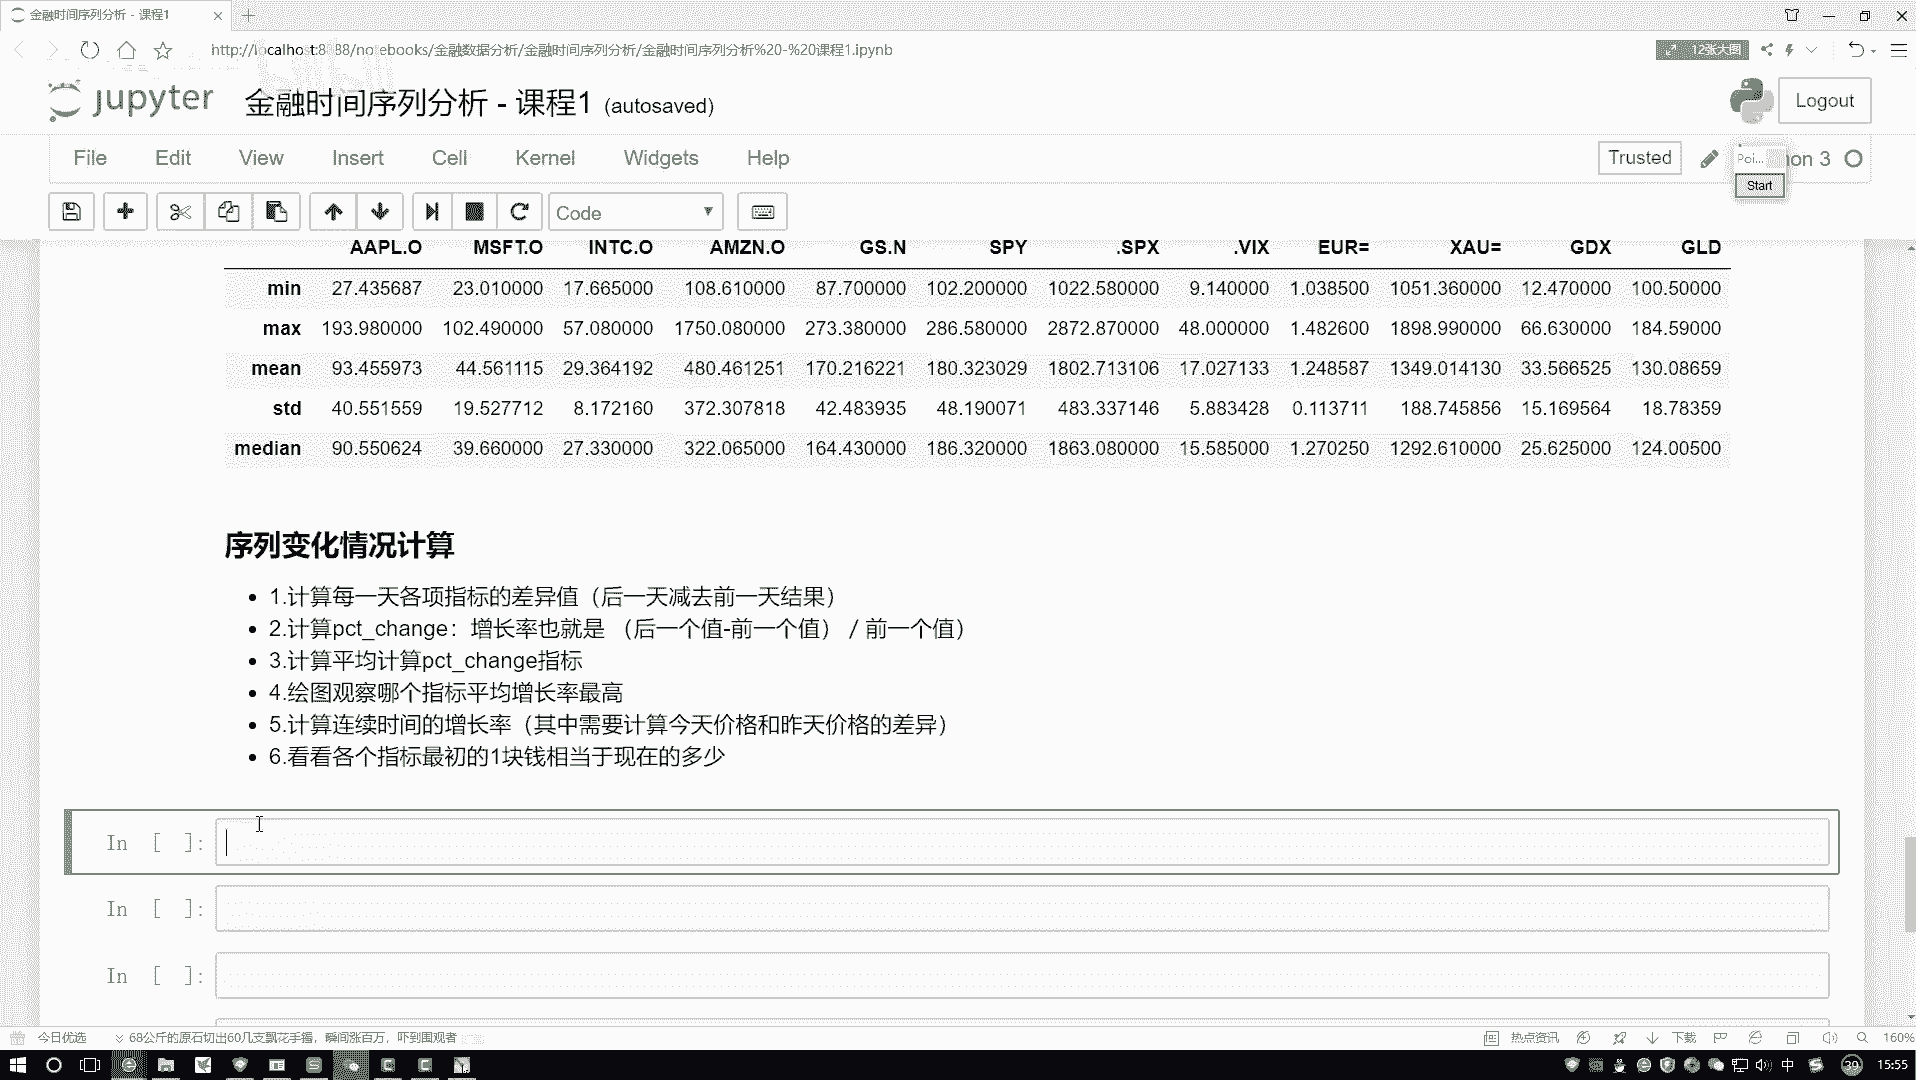 金融时间序列分析 - 课程1
http://localhost:8888/notebooks/金融数据分析/金融时间序列分析/金融时间序列分析%20-%20课程1.ipynb
12张大图
jupyter 金融时间序列分析 - 课程1 (autosaved)
Logout
File Edit View Insert Cell Kernel Widgets Help
Trusted
Poi...
on 3
Start
Code
AAPL.O MSFT.O INTC.O AMZN.O GS.N SPY .SPX .VIX EUR= XAU= GDX GLD
min 27.435687 23.010000 17.665000 108.610000 87.700000 102.200000 1022.580000 9.140000 1.038500 1051.360000 12.470000 100.50000
max 193.980000 102.490000 57.080000 1750.080000 273.380000 286.580000 2872.870000 48.000000 1.482600 1898.990000 66.630000 184.59000
mean 93.455973 44.561115 29.364192 480.461251 170.216221 180.323029 1802.713106 17.027133 1.248587 1349.014130 33.566525 130.08659
std 40.551559 19.527712 8.172160 372.307818 42.483935 48.190071 483.337146 5.883428 0.113711 188.745856 15.169564 18.78359
median 90.550624 39.660000 27.330000 322.065000 164.430000 186.320000 1863.080000 15.585000 1.270250 1292.610000 25.625000 124.00500
序列变化情况计算
• 1.计算每一天各项指标的差异值（后一天减去前一天结果）
• 2.计算pct_change：增长率也就是 （后一个值-前一个值）/ 前一个值）
• 3.计算平均计算pct_change指标
• 4.绘图观察哪个指标平均增长率最高
• 5.计算连续时间的增长率（其中需要计算今天价格和昨天价格的差异）
• 6.看看各个指标最初的1块钱相当于现在的多少
In [ ]:
In [ ]:
In [ ]:
今日优选
68公斤的原石切出60几支飘花手镯，瞬间涨百万，吓到围观者
热点资讯
下载
160%
中
39
15:55